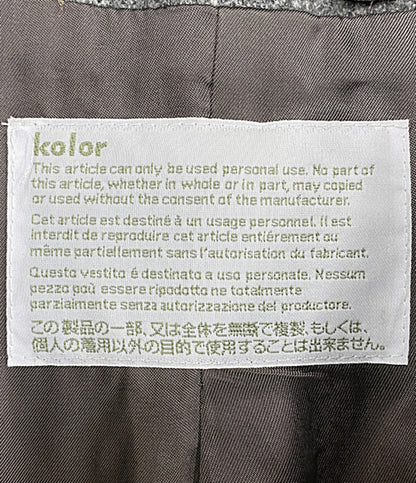 kolor
This article can only be used personal use. No part of
this article, whether in whole or in part, may copied
or used without the consent of the manufacturer.
Cet article est destiné à un usage personnel. Il est
interdit de reproduire cet article entiérement ou
même partiellement sans l'autorisation du fabricant.
Questa vestito é destinato a uso personale. Nessum
pezzo può essere ripodotto ne totalmente
parzialmente senza autorizzazione del produttore.
この製品の一部、又は全体を無断で複製、もしくは、
個人の着用以外の目的で使用することは出来ません。